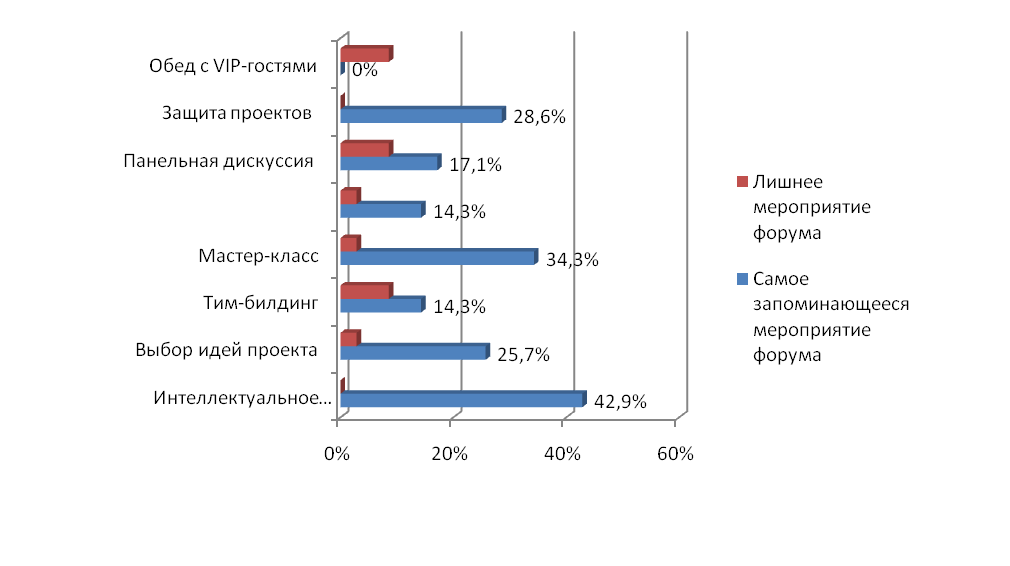 Обед с VIP-гостями
0%
Защита проектов
28,6%
Панельная дискуссия
17,1%
14,3%
Мастер-класс
34,3%
Тим-билдинг
14,3%
Выбор идей проекта
25,7%
Интеллектуальное...
42,9%
0%
20%
40%
60%
Лишнее
мероприятие
форума
Самое
запоминающееся
мероприятие
форума